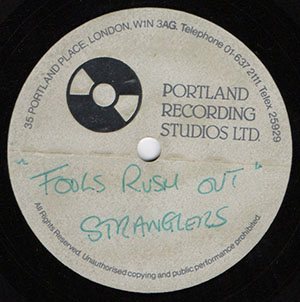 35 PORTLAND PLACE, LONDON, W1N 3AG. Telephone 01-637 2111. Telex 25929
PORTLAND
RECORDING
STUDIOS LTD.
"FOOLS RUSH OUT"
STRANGLERS
All Rights Reserved. Unauthorised copying and public performance prohibited.